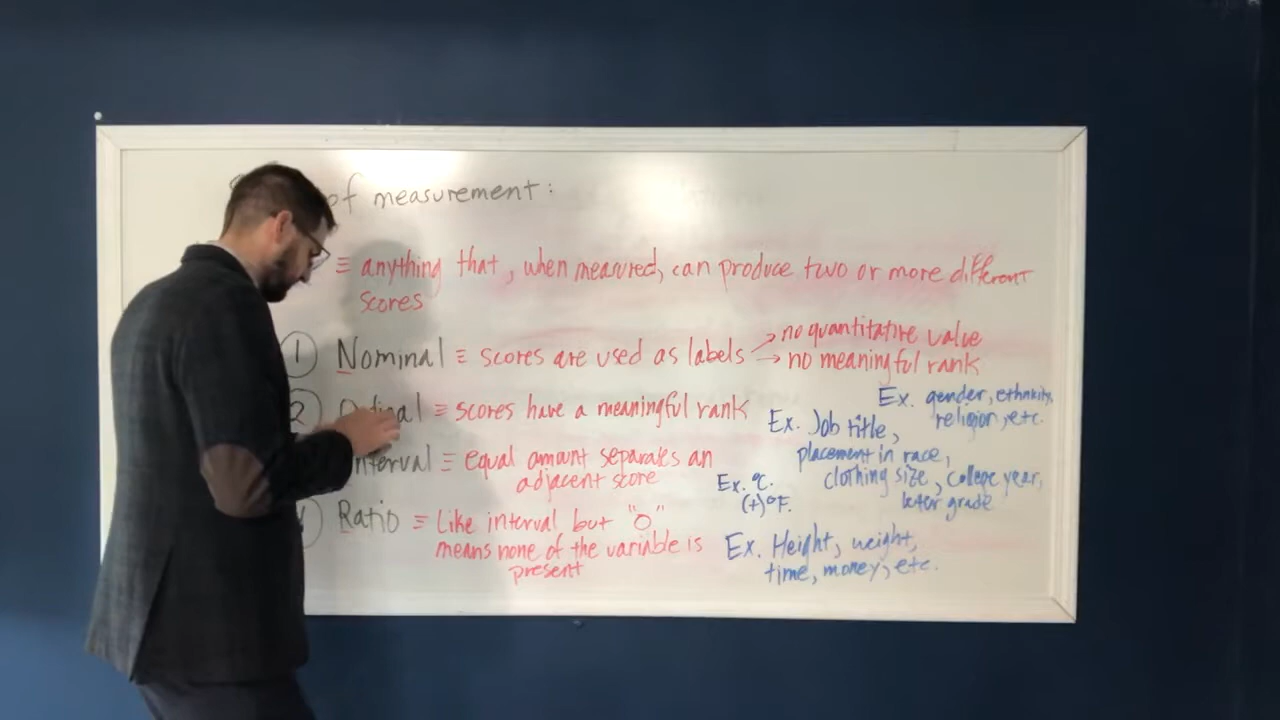 of measurement:
≡ anything that, when measured, can produce two or more different
scores
① Nominal ≡ scores are used as labels → no quantitative value
→ no meaningful rank
Ex. gender, ethnicity,
religion, etc.
2 Ordinal ≡ scores have a meaningful rank
Ex. Job title,
placement in race,
clothing size, college year,
letter grade
Interval ≡ equal amount separates an
adjacent score
Ex. °C.
(+)°F.
Ratio ≡ Like interval but "0"
means none of the variable is
present
Ex. Height, weight,
time, money, etc.